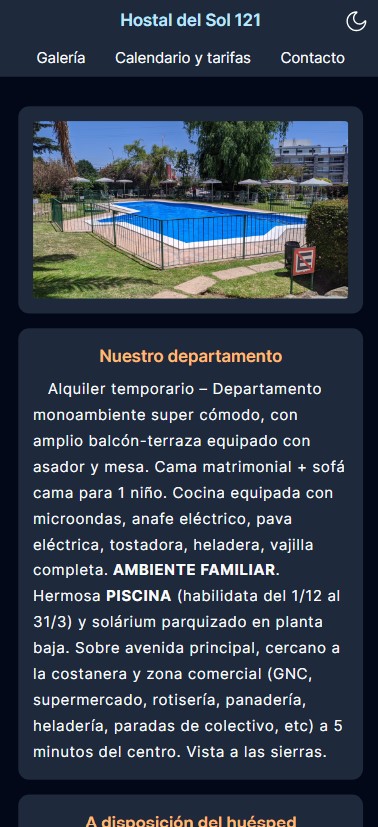 Hostal del Sol 121
Galería Calendario y tarifas Contacto
Nuestro departamento
Alquiler temporario – Departamento
monoambiente super cómodo, con
amplio balcón-terraza equipado con
asador y mesa. Cama matrimonial + sofá
cama para 1 niño. Cocina equipada con
microondas, anafe eléctrico, pava
eléctrica, tostadora, heladera, vajilla
completa. AMBIENTE FAMILIAR.
Hermosa PISCINA (habilidata del 1/12 al
31/3) y solárium parquizado en planta
baja. Sobre avenida principal, cercano a
la costanera y zona comercial (GNC,
supermercado, rotisería, panadería,
heladería, paradas de colectivo, etc) a 5
minutos del centro. Vista a las sierras.
A disposición del huésped